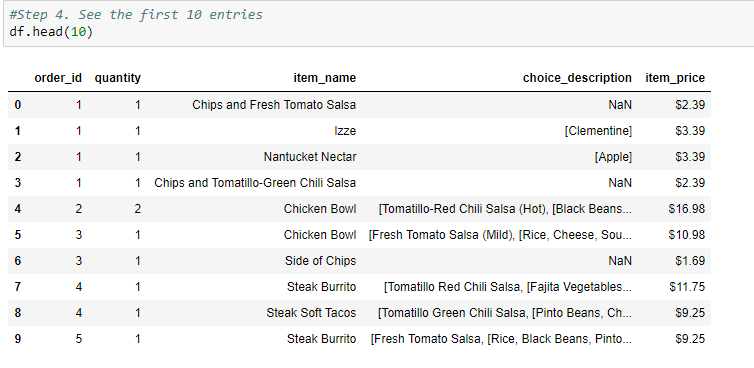 #Step 4. See the first 10 entries
df.head(10)
order_id quantity item_name choice_description item_price
0 1 1 Chips and Fresh Tomato Salsa NaN $2.39
1 1 1 Izze [Clementine] $3.39
2 1 1 Nantucket Nectar [Apple] $3.39
3 1 1 Chips and Tomatillo-Green Chili Salsa NaN $2.39
4 2 2 Chicken Bowl [Tomatillo-Red Chili Salsa (Hot), [Black Beans... $16.98
5 3 1 Chicken Bowl [Fresh Tomato Salsa (Mild), [Rice, Cheese, Sou... $10.98
6 3 1 Side of Chips NaN $1.69
7 4 1 Steak Burrito [Tomatillo Red Chili Salsa, [Fajita Vegetables... $11.75
8 4 1 Steak Soft Tacos [Tomatillo Green Chili Salsa, [Pinto Beans, Ch... $9.25
9 5 1 Steak Burrito [Fresh Tomato Salsa, [Rice, Black Beans, Pinto... $9.25